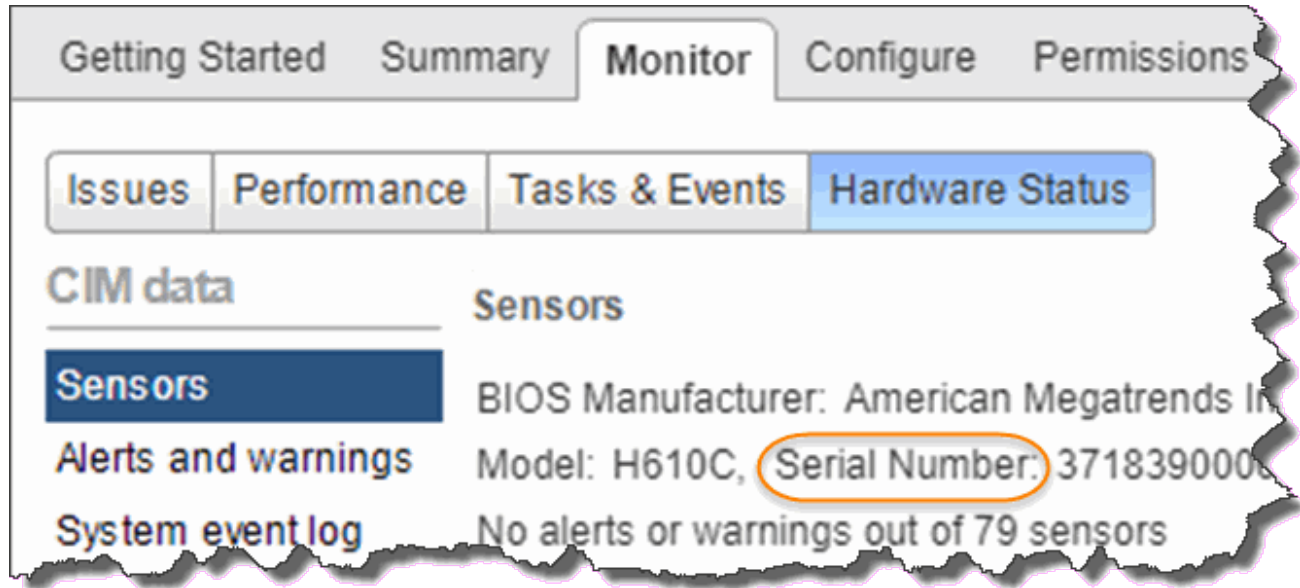 Getting Started Summary Monitor Configure Permissions
Issues Performance Tasks & Events Hardware Status
CIM data
Sensors
Sensors
BIOS Manufacturer: American Megatrends
Alerts and warnings
Model: H610C, Serial Number:
System event log
No alerts or warnings out of 79 sensors